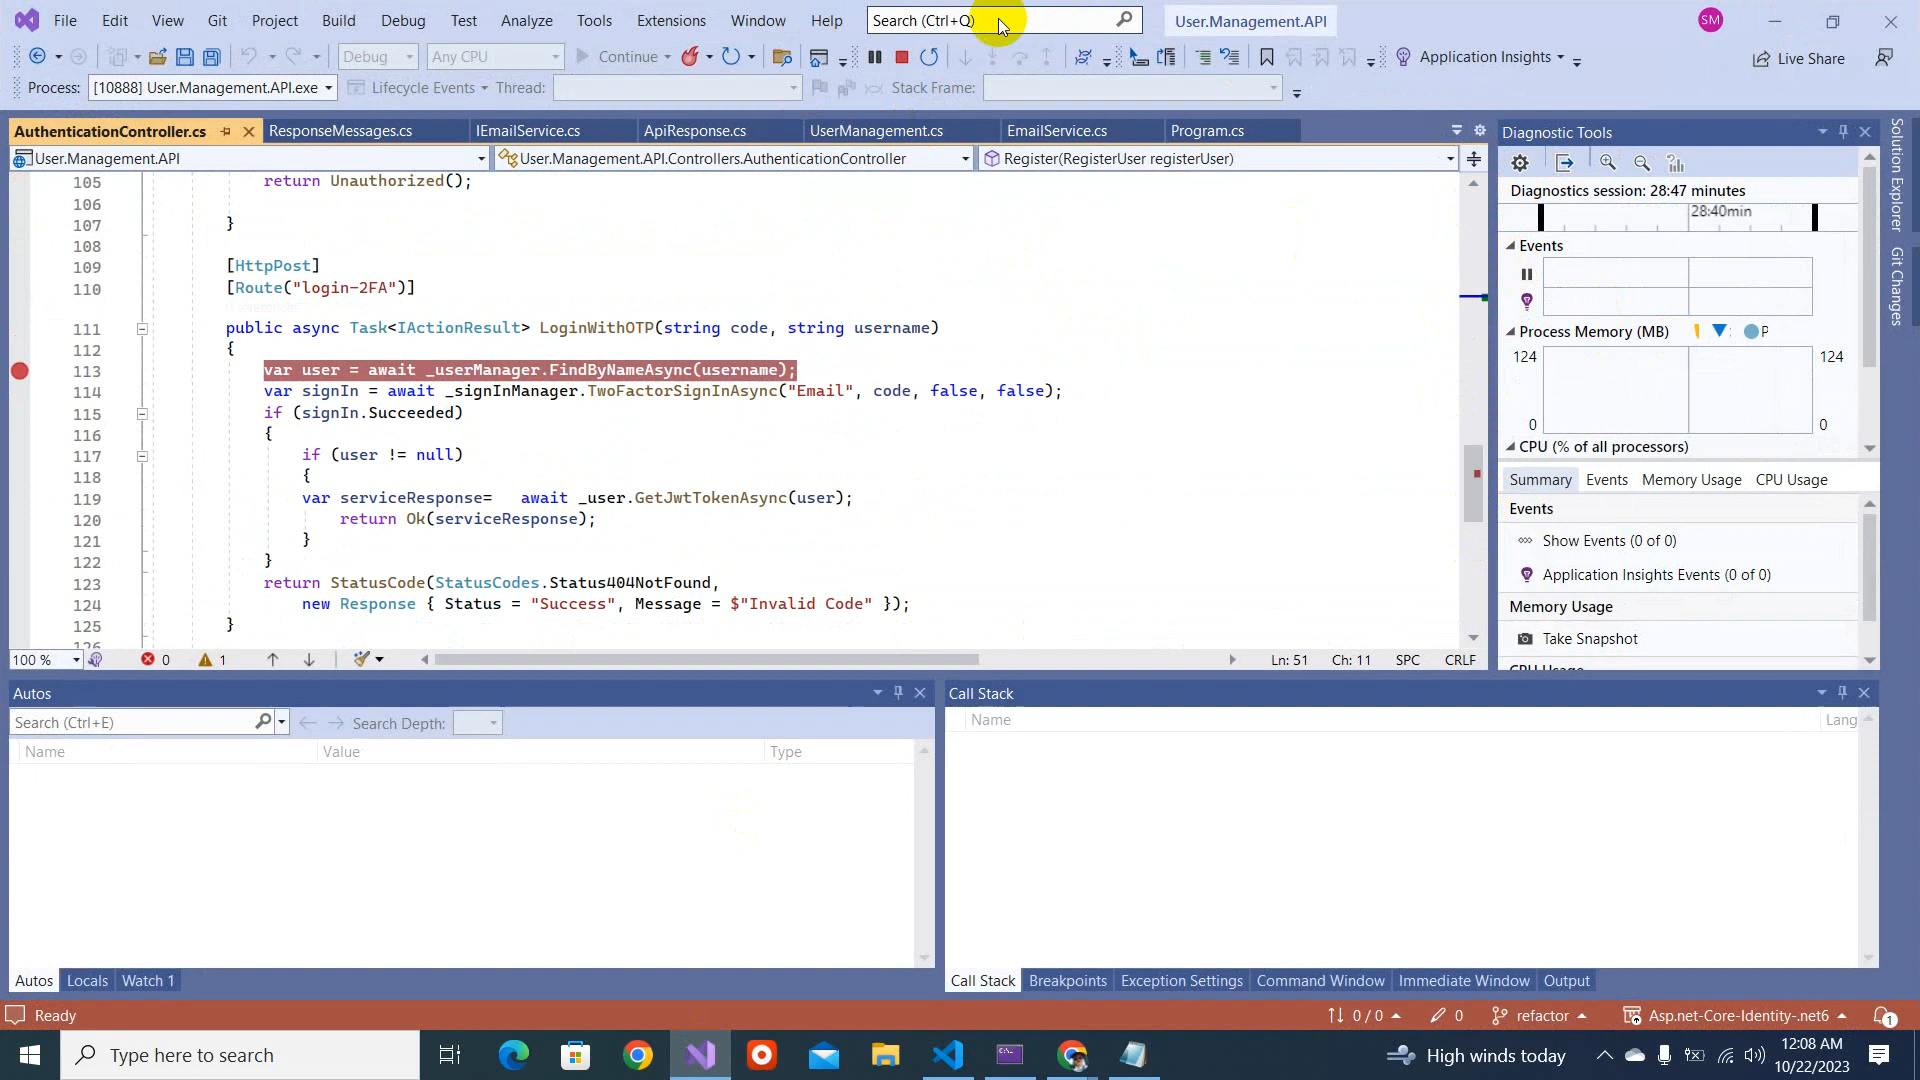 File Edit View Git Project Build Debug Test Analyze Tools Extensions Window Help Search (Ctrl+Q) User.Management.API SM
Debug Any CPU Continue Application Insights Live Share
Process: [10888] User.Management.API.exe Lifecycle Events Thread: Stack Frame:
AuthenticationController.cs ResponseMessages.cs IEmailService.cs ApiResponse.cs UserManagement.cs EmailService.cs Program.cs
User.Management.API User.Management.API.Controllers.AuthenticationController Register(RegisterUser registerUser)
105 return Unauthorized();
106
107 }
108
109 [HttpPost]
110 [Route("login-2FA")]
111 public async Task<IActionResult> LoginWithOTP(string code, string username)
112 {
113 var user = await _userManager.FindByNameAsync(username);
114 var signIn = await _signInManager.TwoFactorSignInAsync("Email", code, false, false);
115 if (signIn.Succeeded)
116 {
117 if (user != null)
118 {
119 var serviceResponse= await _user.GetJwtTokenAsync(user);
120 return Ok(serviceResponse);
121 }
122 }
123 return StatusCode(StatusCodes.Status404NotFound,
124 new Response { Status = "Success", Message = $"Invalid Code" });
125 }
126
100 % 0 1 Ln: 51 Ch: 11 SPC CRLF
Diagnostic Tools
Diagnostics session: 28:47 minutes
28:40min
Events
Process Memory (MB) P
124 124
0 0
CPU (% of all processors)
Summary Events Memory Usage CPU Usage
Events
Show Events (0 of 0)
Application Insights Events (0 of 0)
Memory Usage
Take Snapshot
CPU Usage
Solution Explorer
Git Changes
Autos
Search (Ctrl+E) Search Depth:
Name Value Type
Autos Locals Watch 1
Call Stack
Name Lang
Call Stack Breakpoints Exception Settings Command Window Immediate Window Output
Ready 0 / 0 0 refactor Asp.net-Core-Identity-.net6 1
Type here to search High winds today 12:08 AM
10/22/2023